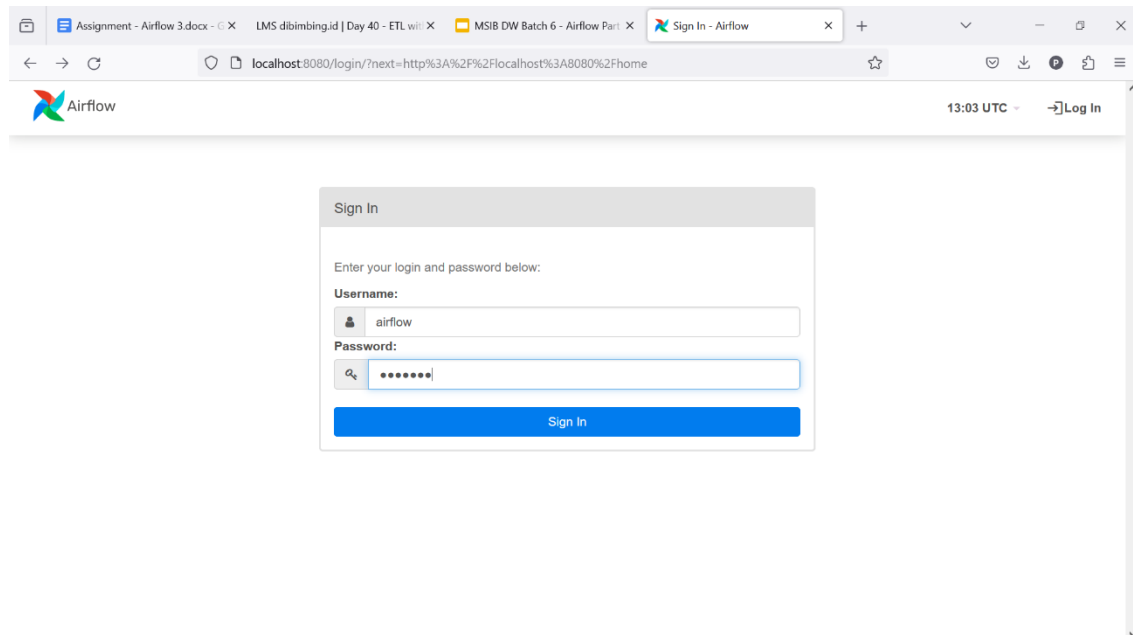 Assignment - Airflow 3.docx - G
LMS dibimbing.id | Day 40 - ETL wit
MSIB DW Batch 6 - Airflow Part
Sign In - Airflow
localhost:8080/login/?next=http%3A%2F%2Flocalhost%3A8080%2Fhome
P
Airflow
13:03 UTC
Log In
Sign In
Enter your login and password below:
Username:
airflow
Password:
Sign In